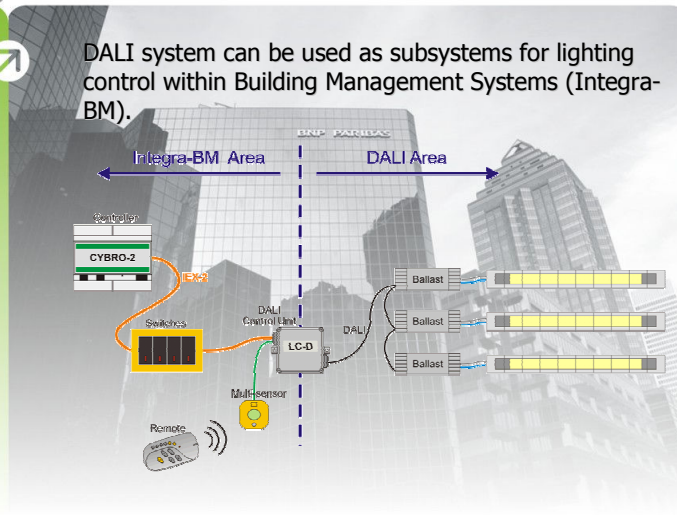 DALI system can be used as subsystems for lighting
control within Building Management Systems (Integra-
BM).
BNP PARIBAS
Integra-BM Area
DALI Area
Controller
CYBRO-2
IEX-2
Switches
DALI
Control Unit
LC-D
DALI
Ballast
Ballast
Ballast
Multi-sensor
Remote